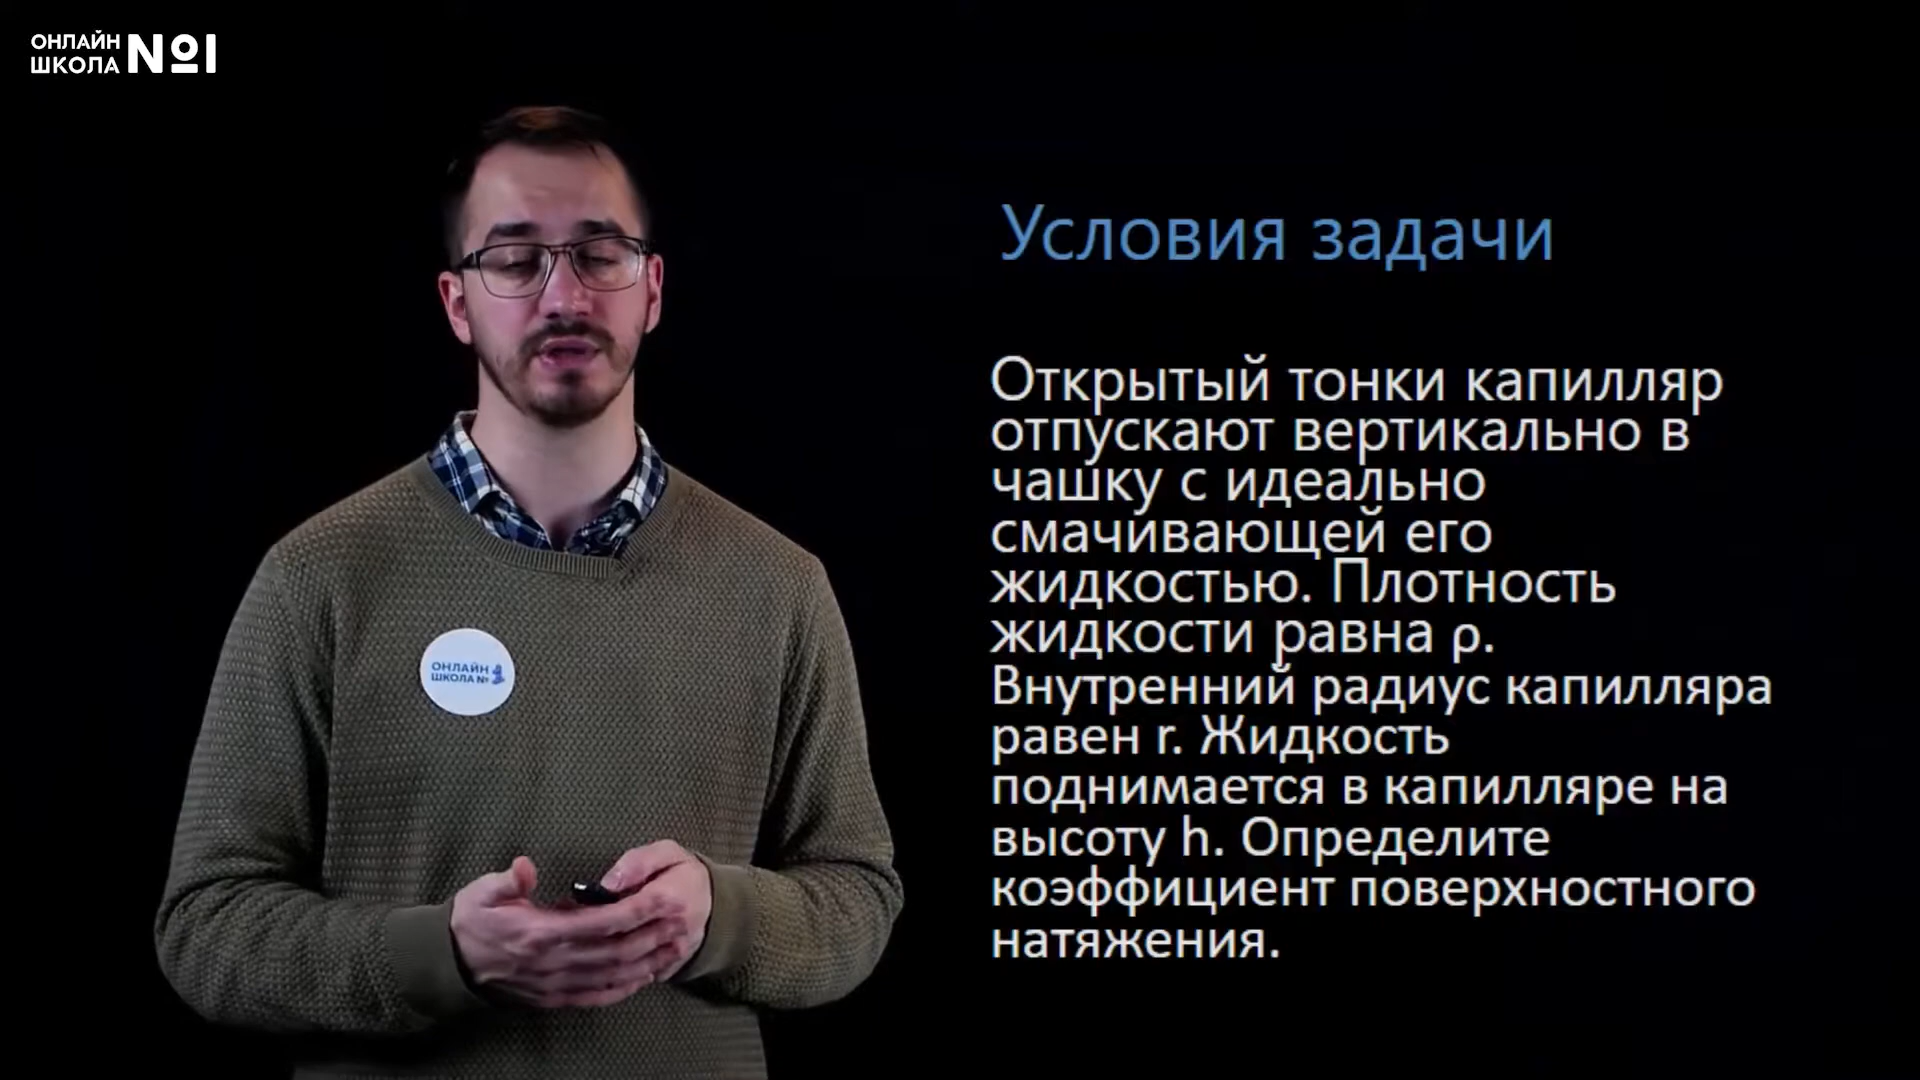 ОНЛАЙН
ШКОЛА №1
Условия задачи
Открытый тонки капилляр
отпускают вертикально в
чашку с идеально
смачивающей его
жидкостью. Плотность
жидкости равна ρ.
Внутренний радиус капилляра
равен r. Жидкость
поднимается в капилляре на
высоту h. Определите
коэффициент поверхностного
натяжения.
ОНЛАЙН
ШКОЛА №